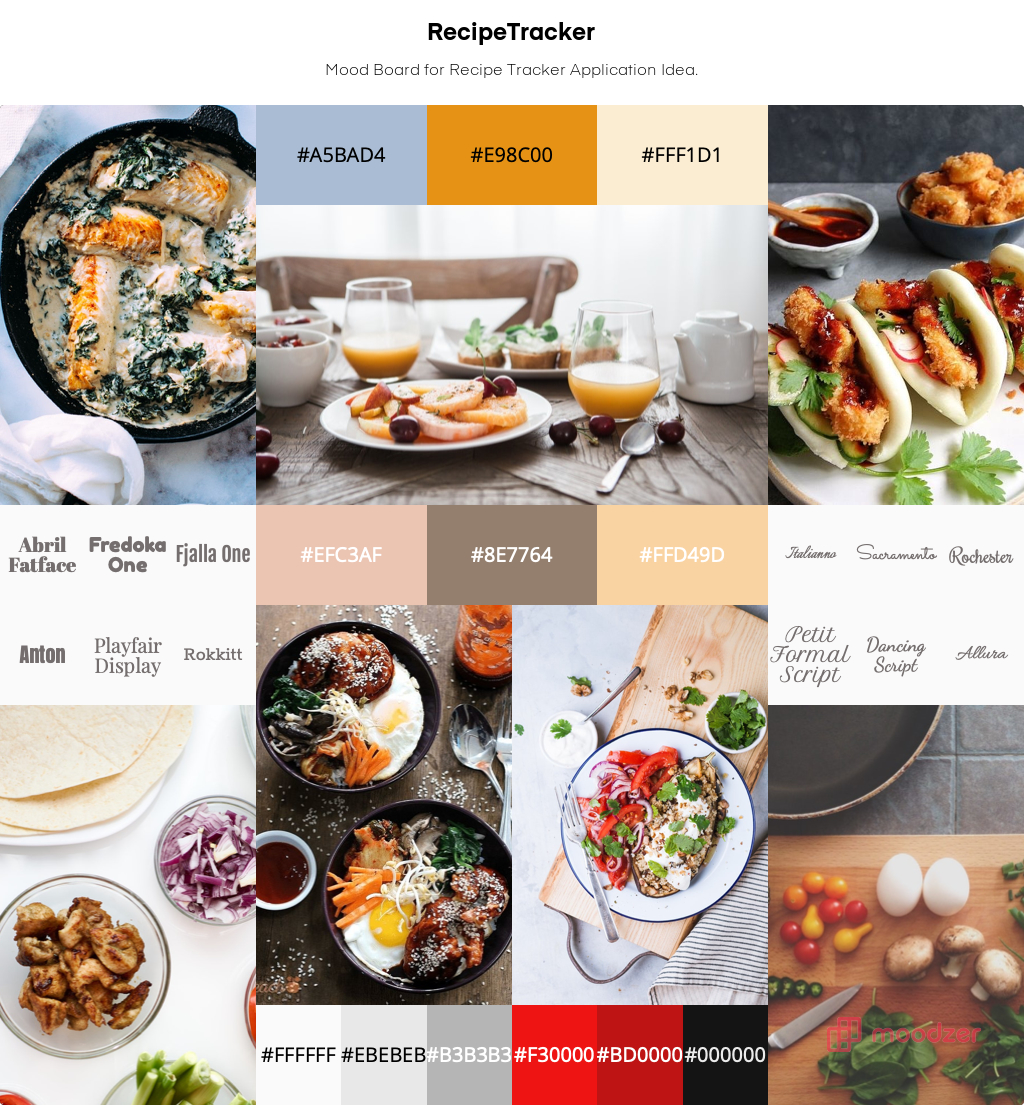 RecipeTracker
Mood Board for Recipe Tracker Application Idea.
#A5BAD4
#E98C00
#FFF1D1
Abril
Fatface
Fredoka
One
Fjalla One
Anton
Playfair
Display
Rokkitt
#EFC3AF
#8E7764
#FFD49D
Italianno
Sacramento
Rochester
Petit
Formal
Script
Dancing
Script
Allura
#FFFFFF
#EBEBEB
#B3B3B3
#F30000
#BD0000
#000000
moodzer